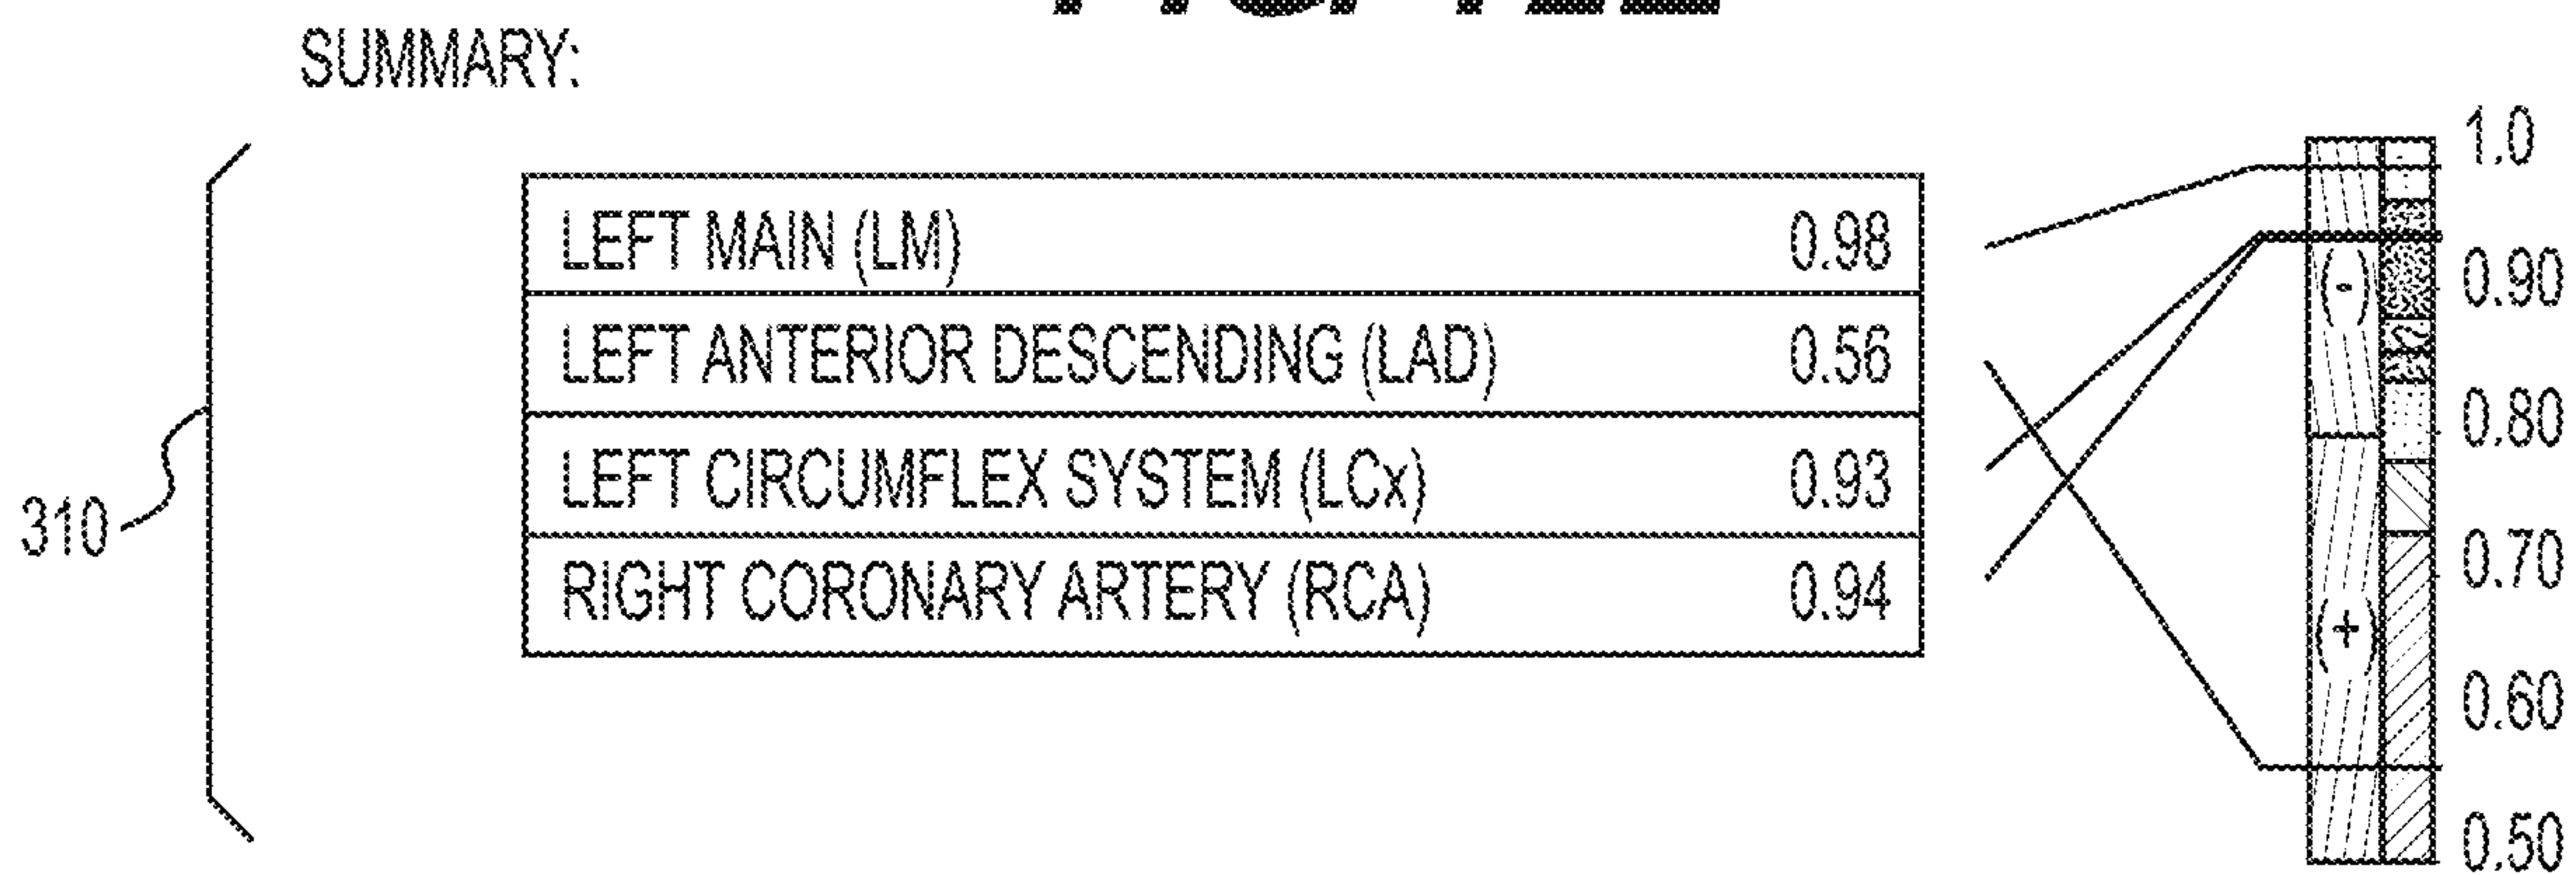 SUMMARY:
LEFT MAIN (LM) 0.98
LEFT ANTERIOR DESCENDING (LAD) 0.56
LEFT CIRCUMFLEX SYSTEM (LCx) 0.93
RIGHT CORONARY ARTERY (RCA) 0.94
310
1.0
0.90
(-)
0.80
0.70
(+)
0.60
0.50